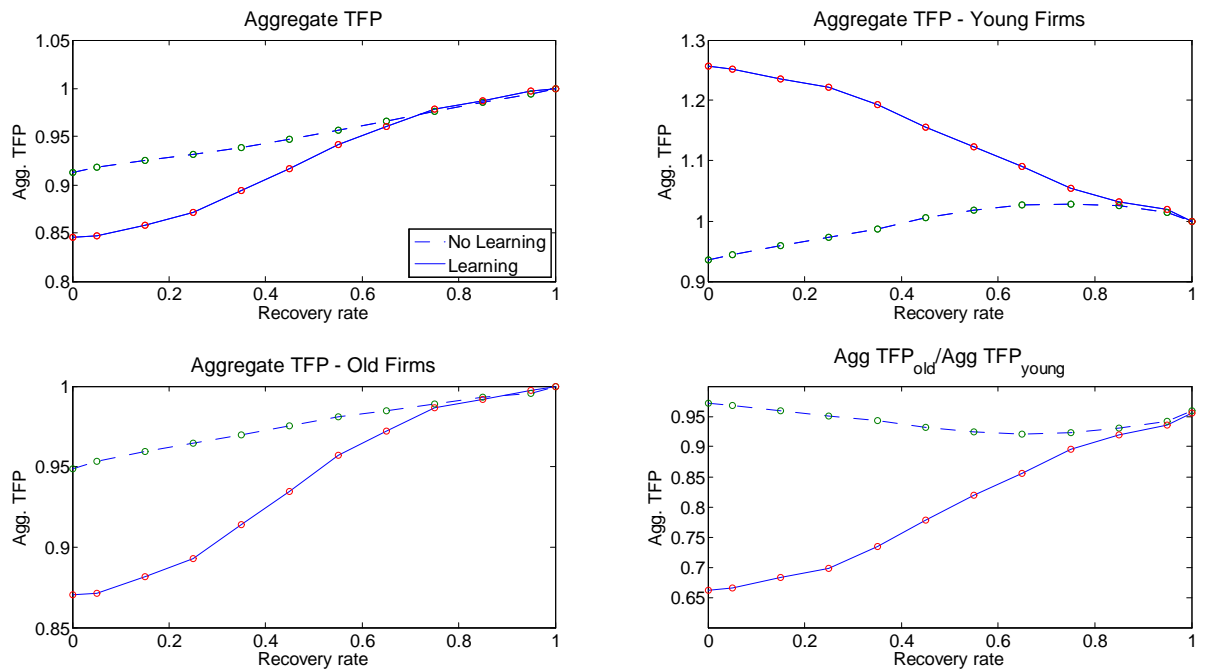 Aggregate TFP
Agg. TFP
1.05
1
0.95
0.9
0.85
0.8
0 0.2 0.4 0.6 0.8 1
Recovery rate
No Learning
Learning
Aggregate TFP - Young Firms
Agg. TFP
1.3
1.2
1.1
1
0.9
0 0.2 0.4 0.6 0.8 1
Recovery rate
Aggregate TFP - Old Firms
Agg. TFP
1
0.95
0.9
0.85
0 0.2 0.4 0.6 0.8 1
Recovery rate
Agg TFP_old/Agg TFP_young
Agg. TFP
0.95
0.9
0.85
0.8
0.75
0.7
0.65
0 0.2 0.4 0.6 0.8 1
Recovery rate